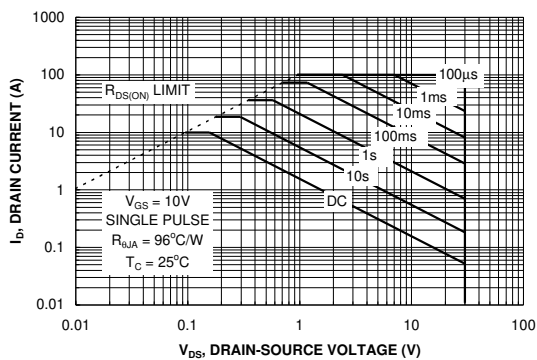 1000
100
10
1
0.1
0.01
I_D, DRAIN CURRENT (A)
R_DS(ON) LIMIT
100μs
1ms
10ms
100ms
1s
10s
DC
V_GS = 10V
SINGLE PULSE
R_θJA = 96°C/W
T_C = 25°C
0.01 0.1 1 10 100
V_DS, DRAIN-SOURCE VOLTAGE (V)